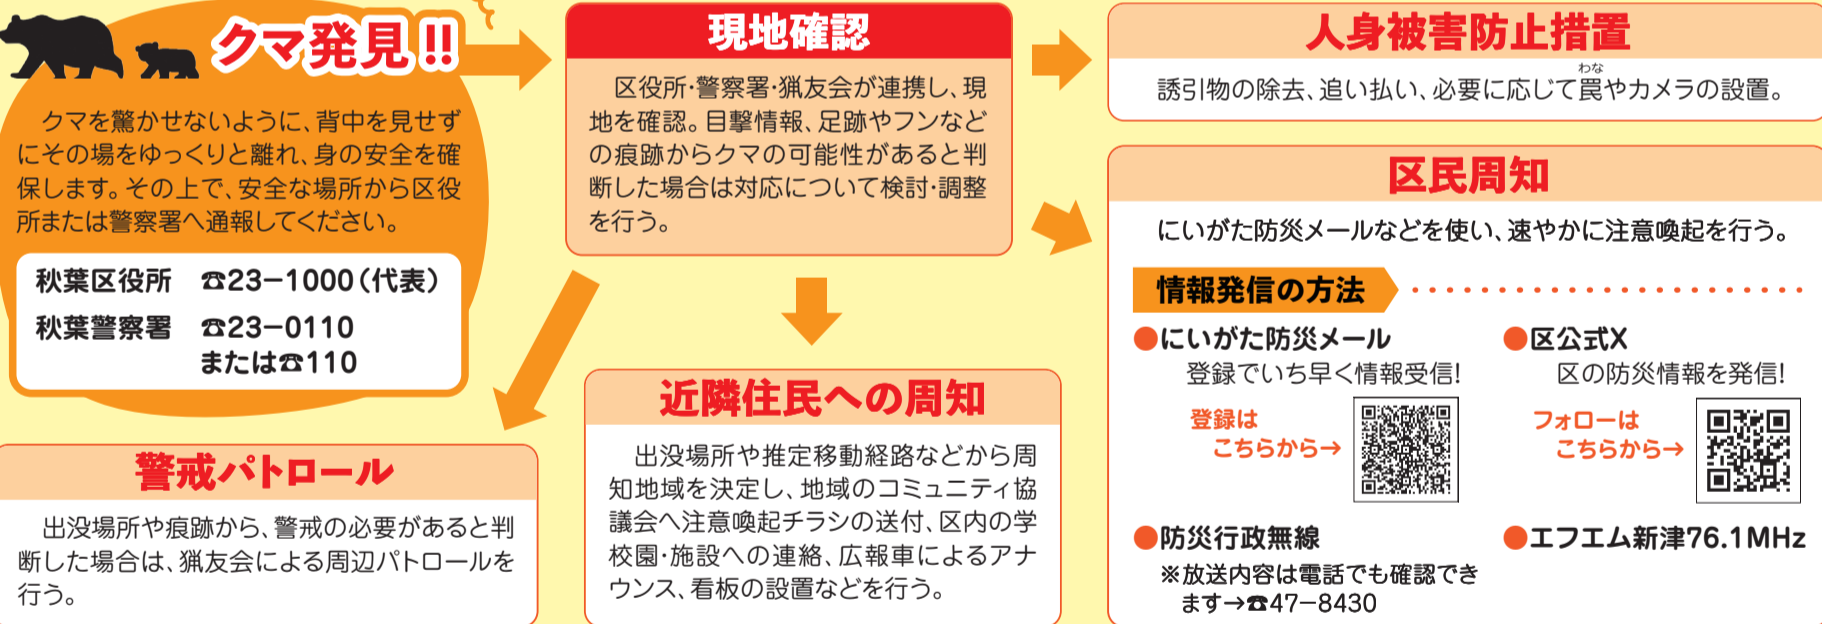 クマ発見!!
クマを驚かせないように、背中を見せず
にその場をゆっくりと離れ、身の安全を確
保します。その上で、安全な場所から区役
所または警察署へ通報してください。
秋葉区役所 ☎23−1000(代表)
秋葉警察署 ☎23−0110
または☎110
現地確認
区役所・警察署・猟友会が連携し、現
地を確認。目撃情報、足跡やフンなど
の痕跡からクマの可能性があると判
断した場合は対応について検討・調整
を行う。
人身被害防止措置
わな
誘引物の除去、追い払い、必要に応じて罠やカメラの設置。
区民周知
にいがた防災メールなどを使い、速やかに注意喚起を行う。
情報発信の方法
●にいがた防災メール
登録でいち早く情報受信!
登録は
こちらから→
●区公式X
区の防災情報を発信!
フォローは
こちらから→
●防災行政無線
※放送内容は電話でも確認でき
ます→☎47−8430
●エフエム新津76.1MHz
近隣住民への周知
出没場所や推定移動経路などから周
知地域を決定し、地域のコミュニティ協
議会へ注意喚起チラシの送付、区内の学
校園・施設への連絡、広報車によるアナ
ウンス、看板の設置などを行う。
警戒パトロール
出没場所や痕跡から、警戒の必要があると判
断した場合は、猟友会による周辺パトロールを
行う。